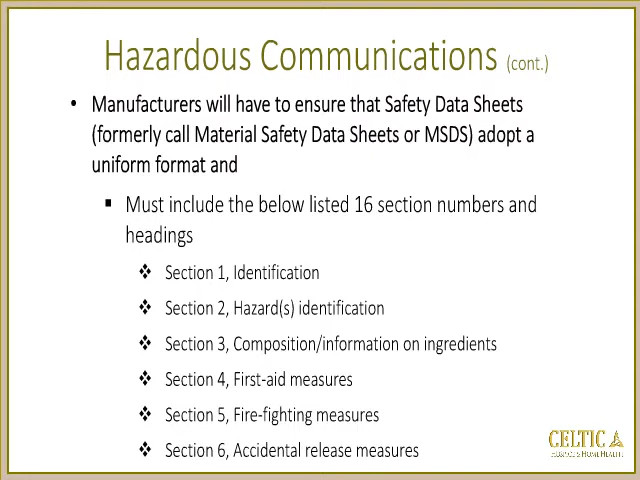 Hazardous Communications (cont.)
• Manufacturers will have to ensure that Safety Data Sheets
(formerly call Material Safety Data Sheets or MSDS) adopt a
uniform format and
▪ Must include the below listed 16 section numbers and
headings
❖ Section 1, Identification
❖ Section 2, Hazard(s) identification
❖ Section 3, Composition/information on ingredients
❖ Section 4, First-aid measures
❖ Section 5, Fire-fighting measures
❖ Section 6, Accidental release measures
CELTIC
HOSPICE & HOME HEALTH